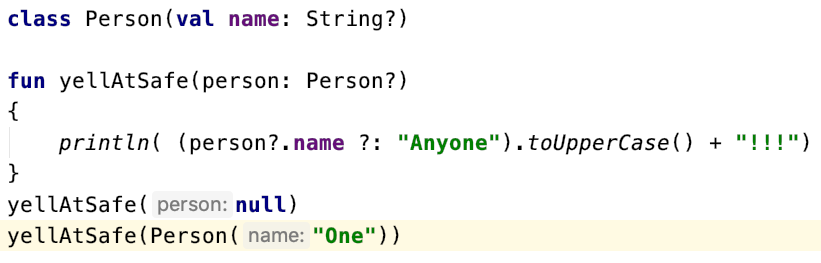 class Person(val name: String?)
fun yellAtSafe(person: Person?)
{
    println( (person?.name ?: "Anyone").toUpperCase() + "!!!")
}
yellAtSafe( person: null)
yellAtSafe(Person( name: "One"))